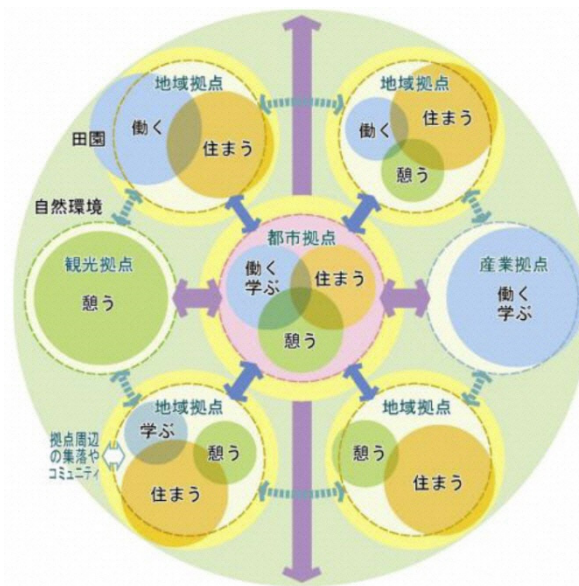 地域拠点
働く
住まう
田園
地域拠点
働く
住まう
憩う
自然環境
観光拠点
憩う
都市拠点
働く
学ぶ
住まう
憩う
産業拠点
働く
学ぶ
地域拠点
学ぶ
憩う
住まう
拠点周辺
の集落や
コミュニティ
地域拠点
憩う
住まう